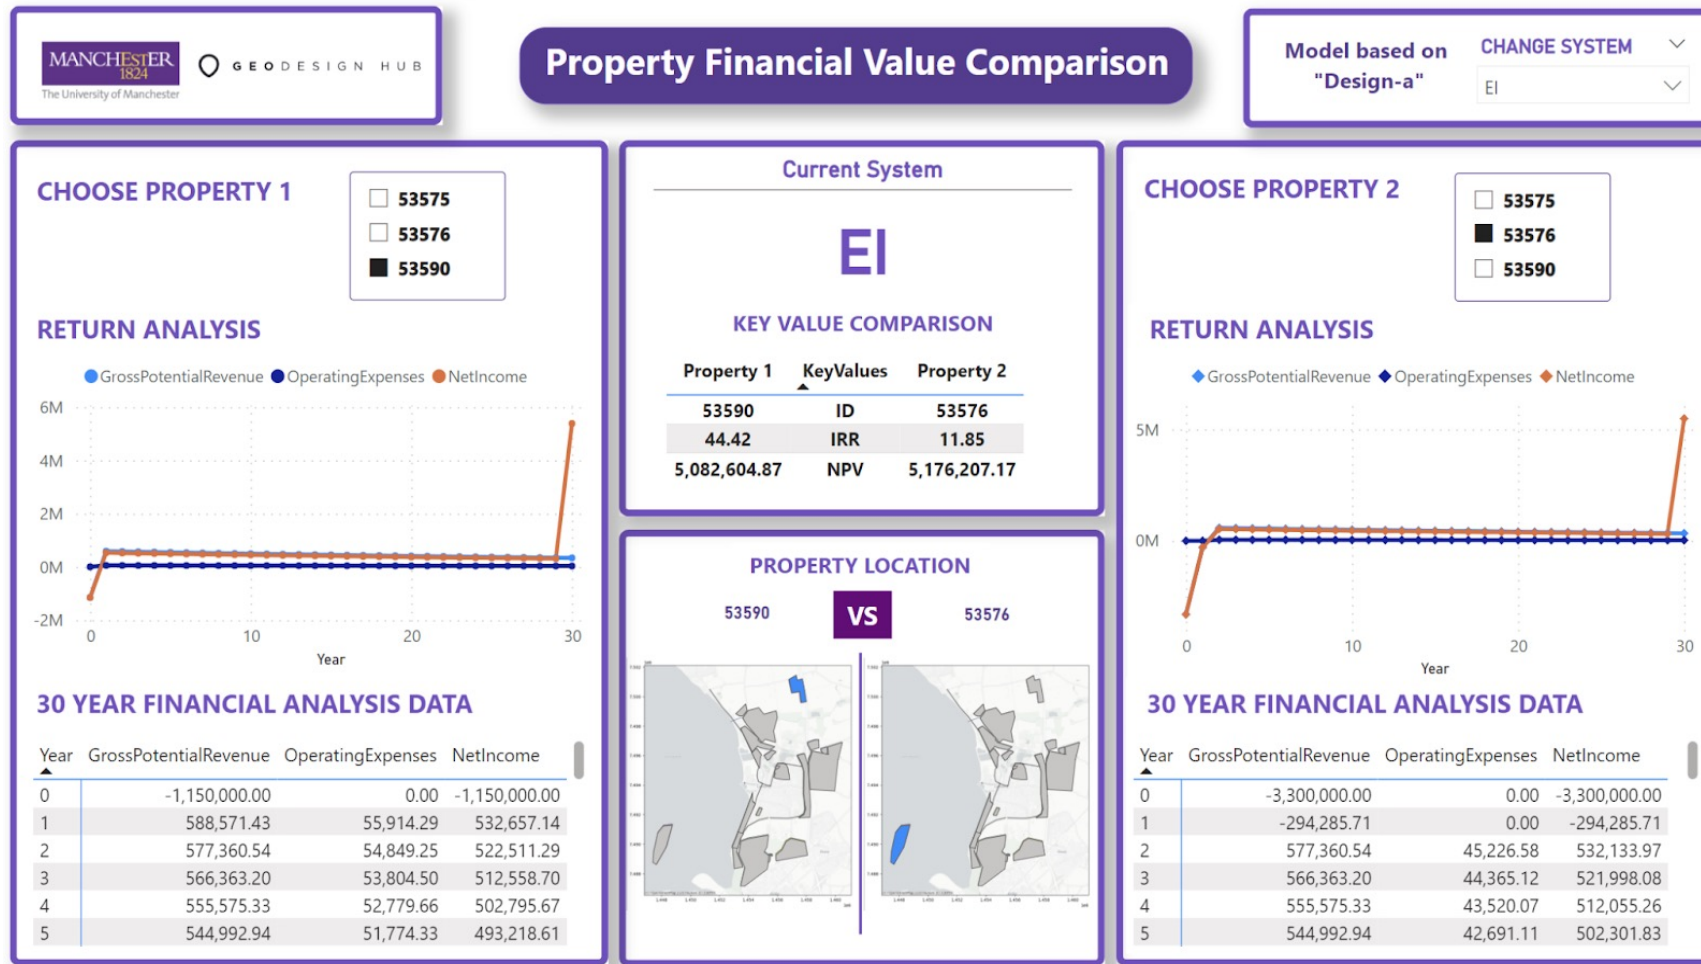 MANCHESTER
1824
The University of Manchester
GEODESIGN HUB
Property Financial Value Comparison
Model based on
"Design-a"
CHANGE SYSTEM
EI
CHOOSE PROPERTY 1
53575
53576
53590
RETURN ANALYSIS
GrossPotentialRevenue OperatingExpenses NetIncome
6M
4M
2M
0M
-2M
0 10 20 30
Year
30 YEAR FINANCIAL ANALYSIS DATA
Year GrossPotentialRevenue OperatingExpenses NetIncome
0 -1,150,000.00 0.00 -1,150,000.00
1 588,571.43 55,914.29 532,657.14
2 577,360.54 54,849.25 522,511.29
3 566,363.20 53,804.50 512,558.70
4 555,575.33 52,779.66 502,795.67
5 544,992.94 51,774.33 493,218.61
Current System
EI
KEY VALUE COMPARISON
Property 1 KeyValues Property 2
53590 ID 53576
44.42 IRR 11.85
5,082,604.87 NPV 5,176,207.17
PROPERTY LOCATION
53590 VS 53576
CHOOSE PROPERTY 2
53575
53576
53590
RETURN ANALYSIS
GrossPotentialRevenue OperatingExpenses NetIncome
5M
0M
0 10 20 30
Year
30 YEAR FINANCIAL ANALYSIS DATA
Year GrossPotentialRevenue OperatingExpenses NetIncome
0 -3,300,000.00 0.00 -3,300,000.00
1 -294,285.71 0.00 -294,285.71
2 577,360.54 45,226.58 532,133.97
3 566,363.20 44,365.12 521,998.08
4 555,575.33 43,520.07 512,055.26
5 544,992.94 42,691.11 502,301.83